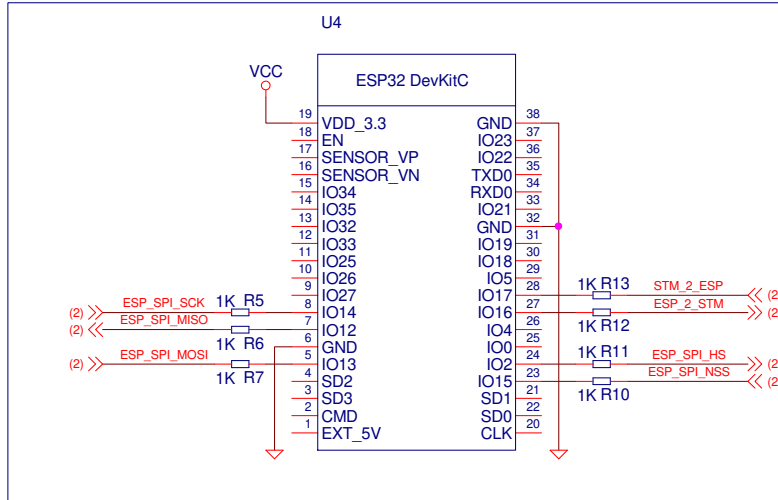 U4
ESP32 DevKitC
VCC
19 VDD_3.3 GND 38
18 EN IO23 37
17 SENSOR_VP IO22 36
16 SENSOR_VN TXD0 35
15 IO34 RXD0 34
14 IO35 IO21 33
13 IO32 GND 32
12 IO33 IO19 31
11 IO25 IO18 30
10 IO26 IO5 29
9 IO27 IO17 28 1K R13 STM_2_ESP (2
(2) ESP_SPI_SCK 1K R5 8 IO14 IO16 27 1K R12 ESP_2_STM (2
(2) ESP_SPI_MISO 1K R6 7 IO12 IO4 26
6 GND IO0 25
(2) ESP_SPI_MOSI 1K R7 5 IO13 IO2 24 1K R11 ESP_SPI_HS (2
4 SD2 IO15 23 1K R10 ESP_SPI_NSS (2
3 SD3 SD1 21
2 CMD SD0 22
1 EXT_5V CLK 20